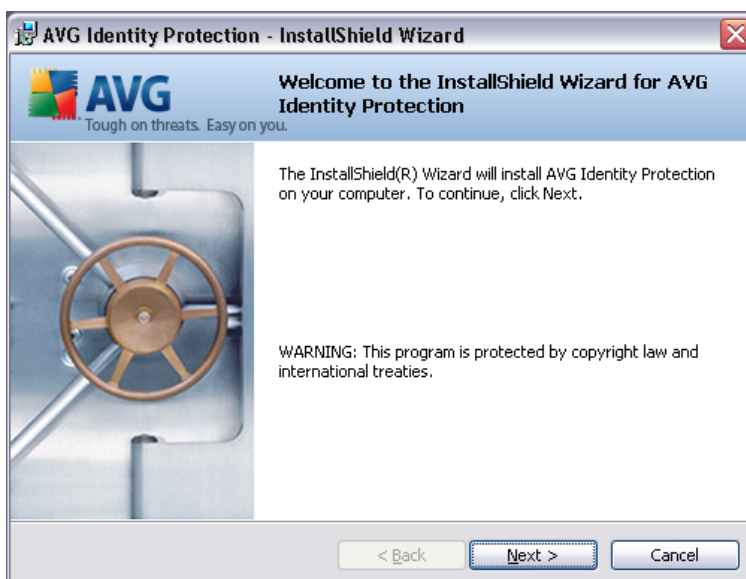 AVG Identity Protection - InstallShield Wizard
AVG
Tough on threats. Easy on you.
Welcome to the InstallShield Wizard for AVG
Identity Protection
The InstallShield(R) Wizard will install AVG Identity Protection
on your computer. To continue, click Next.
WARNING: This program is protected by copyright law and
international treaties.
< Back
Next >
Cancel